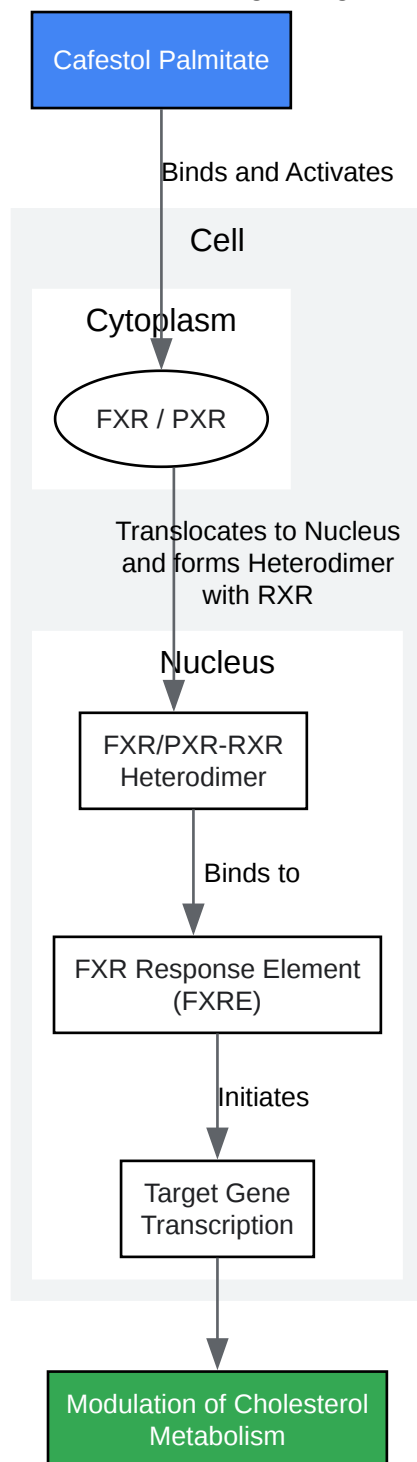 Cafestol Palmitate
Binds and Activates
Cell
Cytoplasm
FXR / PXR
Translocates to Nucleus
and forms Heterodimer
with RXR
Nucleus
FXR/PXR-RXR
Heterodimer
Binds to
FXR Response Element
(FXRE)
Initiates
Target Gene
Transcription
Modulation of Cholesterol
Metabolism